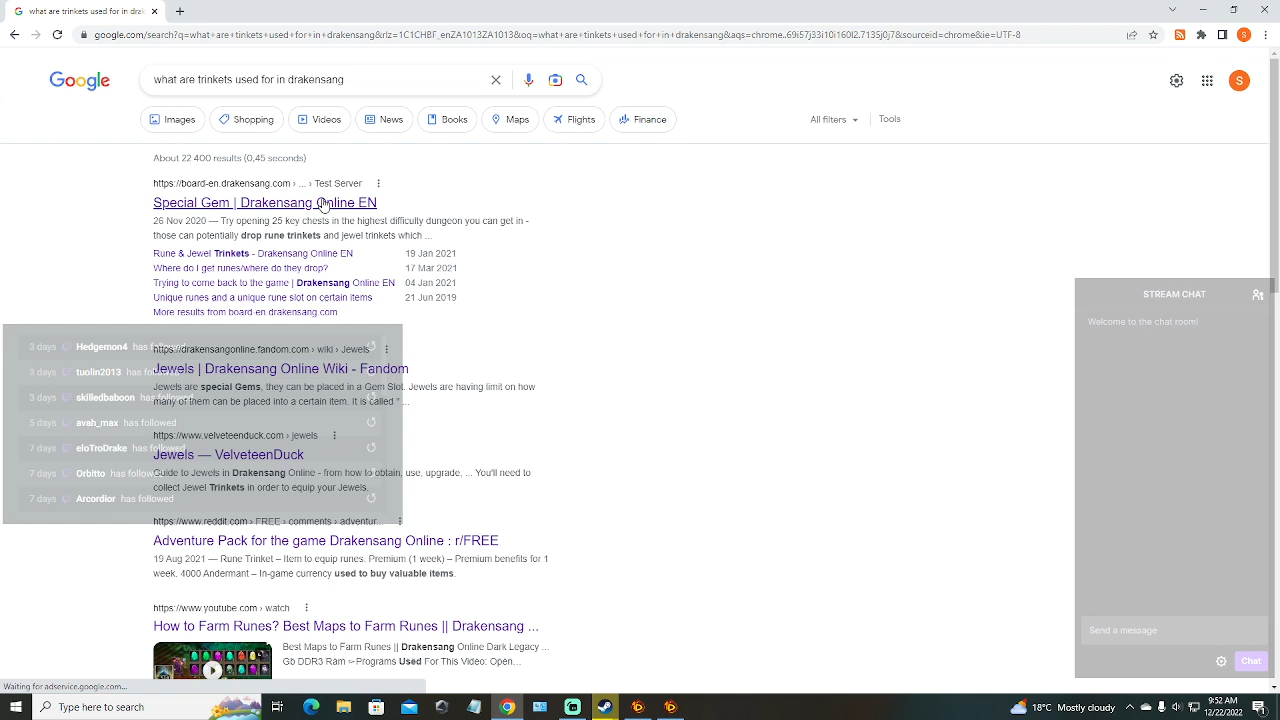 what are trinkets used for in drak
google.com/search?q=what+are+trinkets+used+for+in+drakensang&rlz=1C1CHBF_enZA1013ZA1013&oq=what+are+trinkets+used+for+in+drakensang&aqs=chrome..69i57j33i10i160l2.7135j0j7&sourceid=chrome&ie=UTF-8
S
Google
what are trinkets used for in drakensang
S
Images
Shopping
Videos
News
Books
Maps
Flights
Finance
All filters
Tools
About 22 400 results (0,45 seconds)
https://board-en.drakensang.com › ... › Test Server
Special Gem | Drakensang Online EN
26 Nov 2020 — Try opening 25 key chests in the highest difficulty dungeon you can get in -
those can potentially drop rune trinkets and jewel trinkets which ...
Rune & Jewel Trinkets - Drakensang Online EN 19 Jan 2021
Where do I get runes/where do they drop? 17 Mar 2021
Trying to come back to the game | Drakensang Online EN 04 Jan 2021
Unique runes and a unique rune slot on certain items 21 Jun 2019
More results from board-en.drakensang.com
https://drakensangonline.fandom.com › wiki › Jewels
Jewels | Drakensang Online Wiki - Fandom
Jewels are special Gems, they can be placed in a Gem Slot. Jewels are having limit on how
many of them can be placed into a certain item. It is called " ...
https://www.velveteenduck.com › jewels
Jewels — VelveteenDuck
Guide to Jewels in Drakensang Online - from how to obtain, use, upgrade, ... You'll need to
collect Jewel Trinkets in order to equip your Jewels.
https://www.reddit.com › FREE › comments › adventur...
Adventure Pack for the game Drakensang Online : r/FREE
19 Aug 2021 — Rune Trinket – Item to equip runes. Premium (1 week) – Premium benefits for 1
week. 4000 Andermant – In-game currency used to buy valuable items.
https://www.youtube.com › watch
How to Farm Runes? Best Maps to Farm Runes || Drakensang ...
Best Maps to Farm Runes || Drakensang Online Dark Legacy ...
Gb DDR3 Ram ➢Programs Used For This Video: Open...
3 days Hedgemon4 has followed
3 days tuolin2013 has followed
3 days skilledbaboon has followed
5 days avah_max has followed
7 days eloTroDrake has followed
7 days Orbitto has followed
7 days Arcordior has followed
STREAM CHAT
Welcome to the chat room!
Send a message
Chat
Waiting for adservice.google.com...
Type here to search
18°C
ENG
9:52 AM
12/22/2022